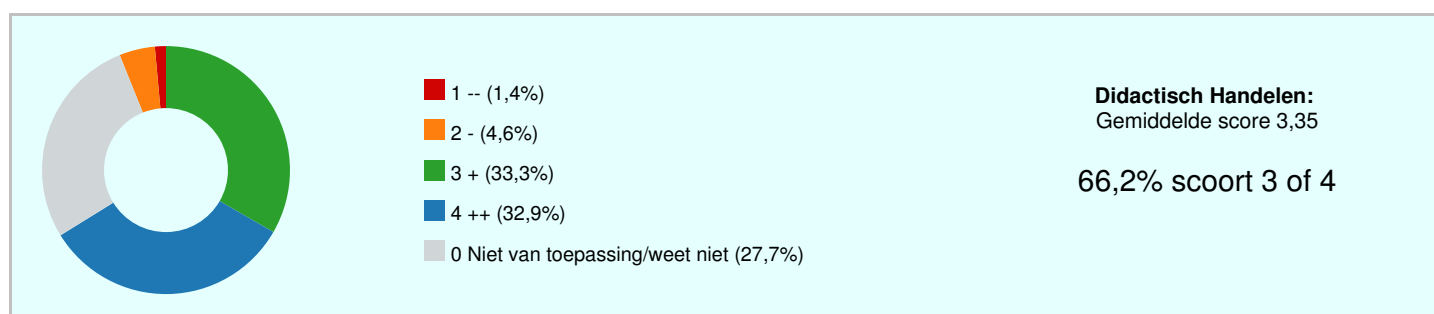 1 -- (1,4%)
2 - (4,6%)
3 + (33,3%)
4 ++ (32,9%)
0 Niet van toepassing/weet niet (27,7%)
Didactisch Handelen:
Gemiddelde score 3,35
66,2% scoort 3 of 4